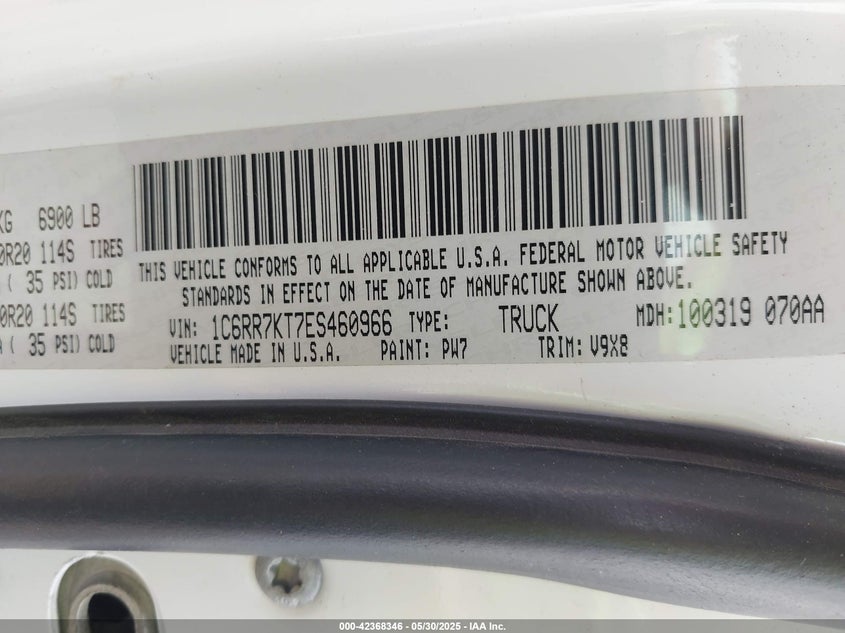 KG 6900 LB
0R20 114S TIRES
( 35 PSI) COLD
0R20 114S TIRES
A ( 35 PSI) COLD
THIS VEHICLE CONFORMS TO ALL APPLICABLE U.S.A. FEDERAL MOTOR VEHICLE SAFETY
STANDARDS IN EFFECT ON THE DATE OF MANUFACTURE SHOWN ABOVE.
VIN: 1C6RR7KT7ES460966 TYPE: TRUCK MDH:100319 070AA
VEHICLE MADE IN U.S.A. PAINT: PW7 TRIM: V9X8
000-42368346 - 05/30/2025 - IAA Inc.